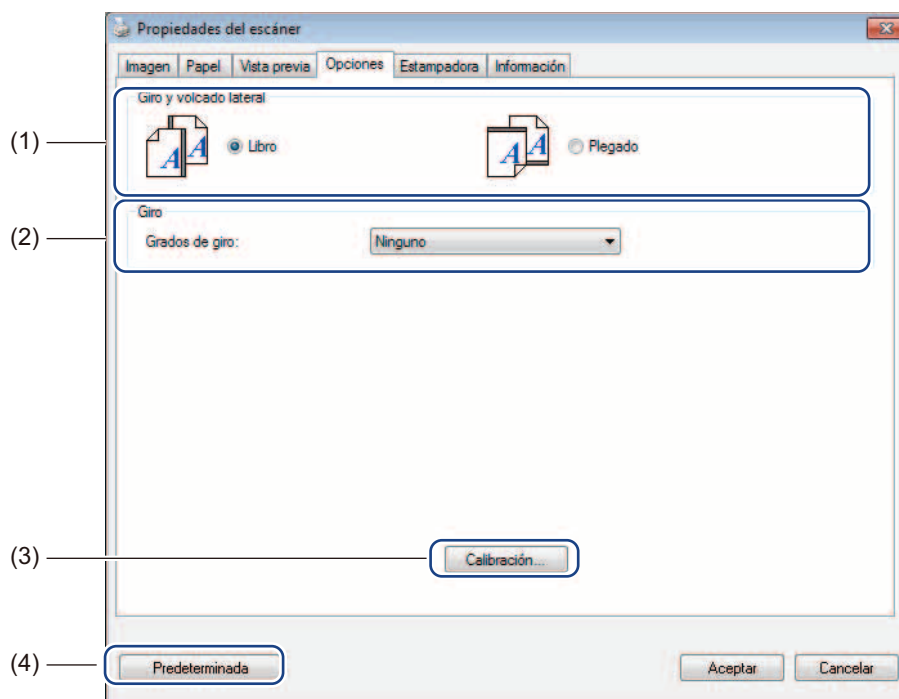 Propiedades del escáner
Imagen Papel Vista previa Opciones Estampadora Información
Giro y volcado lateral
(1) A A Libro A A Plegado
Giro
(2) Grados de giro: Ninguno
(3) Calibración...
(4) Predeterminada Aceptar Cancelar